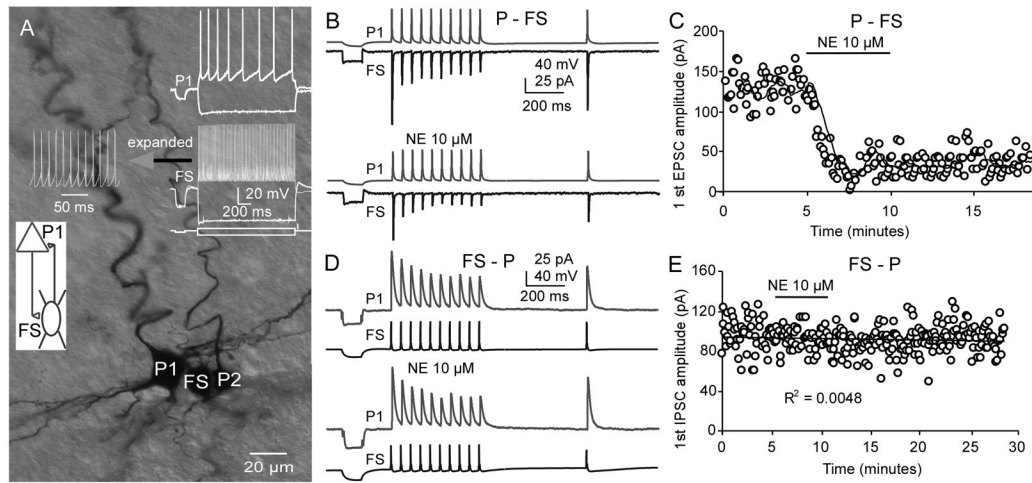 A
P1
expanded
FS
20 mV
200 ms
50 ms
P1
FS
P1
FS
P2
20 µm
B
P - FS
P1
FS
40 mV
25 pA
200 ms
NE 10 µM
P1
FS
C
P - FS
NE 10 µM
1 st EPSC amplitude (pA)
200
150
100
50
0
0
5
10
15
Time (minutes)
D
FS - P
25 pA
40 mV
200 ms
P1
FS
NE 10 µM
P1
FS
E
FS - P
NE 10 µM
1st IPSC amplitude (pA)
160
120
80
40
0
R² = 0.0048
0
5
10
15
20
25
30
Time (minutes)